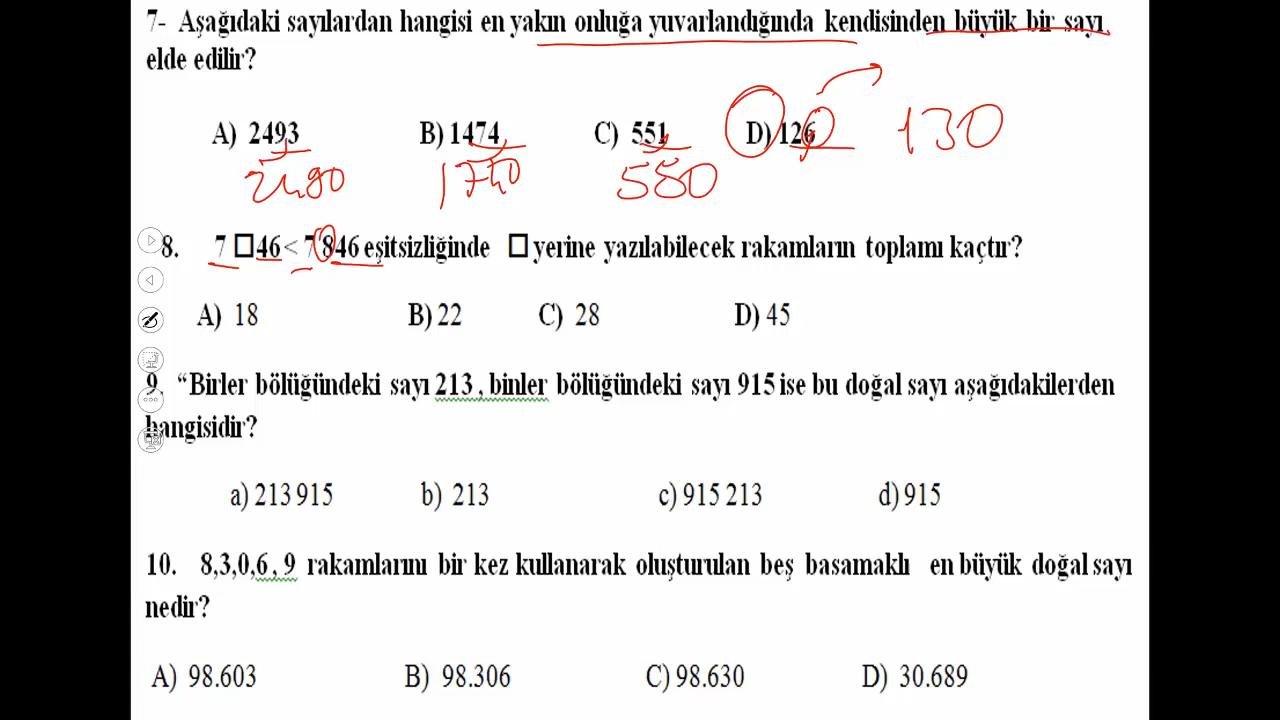 7- Aşağıdaki sayılardan hangisi en yakın onluğa yuvarlandığında kendisinden büyük bir sayı
elde edilir?
A) 2493 B) 1474 C) 551 D) 126 130
2490 1740 550
8. 7 □ 46 < 7 846 eşitsizliğinde □ yerine yazılabilecek rakamların toplamı kaçtır?
A) 18 B) 22 C) 28 D) 45
9. “Birler bölüğündeki sayı 213 , binler bölüğündeki sayı 915 ise bu doğal sayı aşağıdakilerden
hangisidir?
a) 213 915 b) 213 c) 915 213 d) 915
10. 8,3,0,6 , 9 rakamlarını bir kez kullanarak oluşturulan beş basamaklı en büyük doğal sayı
nedir?
A) 98.603 B) 98.306 C) 98.630 D) 30.689